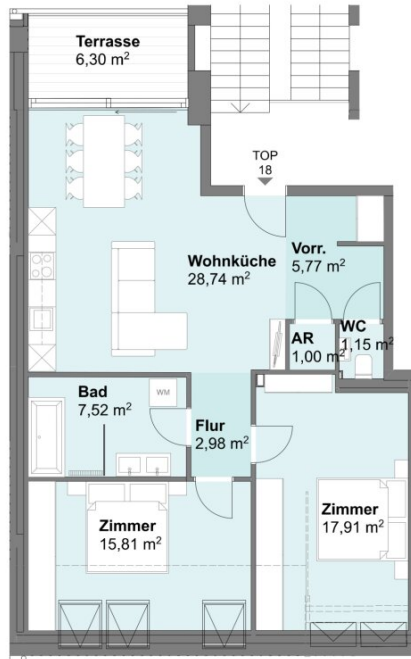 Terrasse
6,30 m²
TOP
18
Wohnküche
28,74 m²
Vorr.
5,77 m²
AR
1,00 m²
WC
1,15 m²
Bad
7,52 m²
WM
Flur
2,98 m²
Zimmer
15,81 m²
Zimmer
17,91 m²